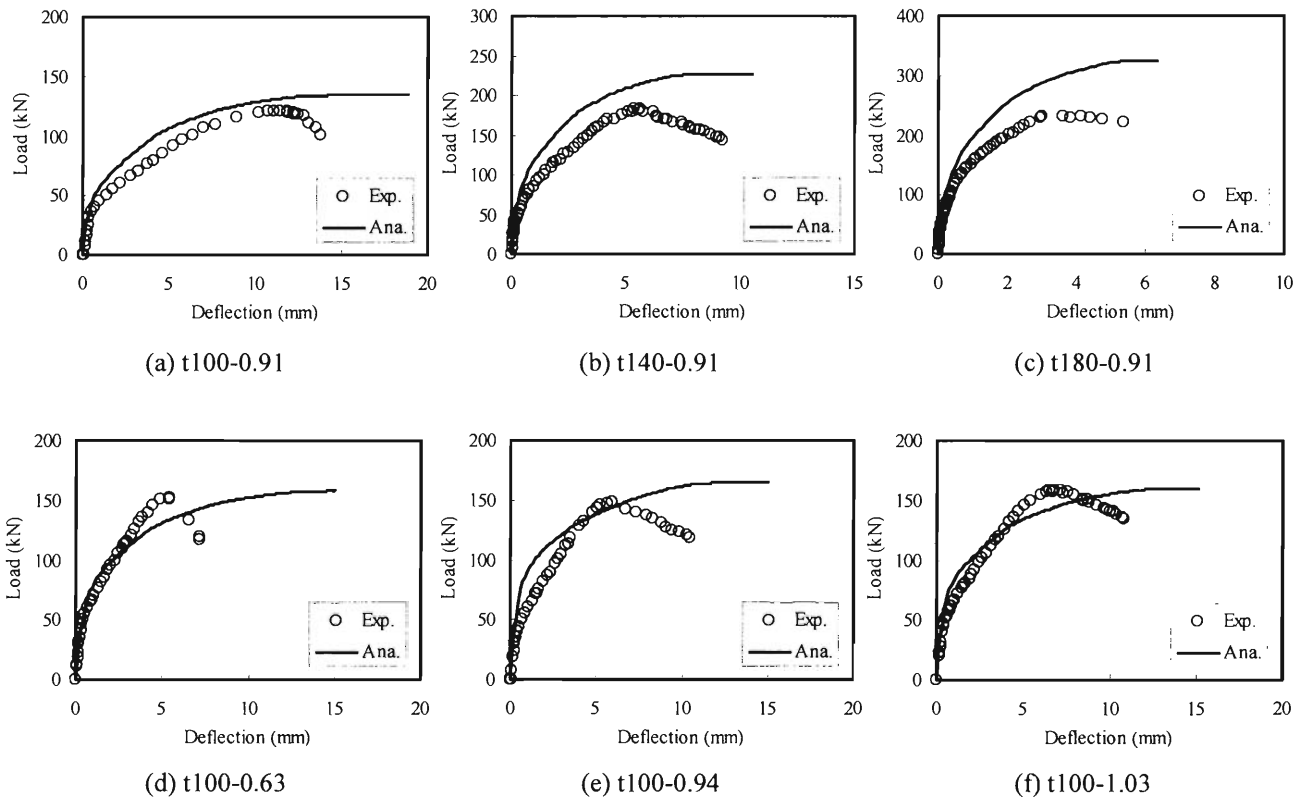 200
150
100
50
0
Load (kN)
Exp.
Ana.
0 5 10 15 20
Deflection (mm)
(a) t100-0.91
300
250
200
150
100
50
0
Load (kN)
Exp.
Ana.
0 5 10 15
Deflection (mm)
(b) t140-0.91
400
300
200
100
0
Load (kN)
Exp.
Ana.
0 2 4 6 8 10
Deflection (mm)
(c) t180-0.91
200
150
100
50
0
Load (kN)
Exp.
Ana.
0 5 10 15 20
Deflection (mm)
(d) t100-0.63
200
150
100
50
0
Load (kN)
Exp.
Ana.
0 5 10 15 20
Deflection (mm)
(e) t100-0.94
200
150
100
50
0
Load (kN)
Exp.
Ana.
0 5 10 15 20
Deflection (mm)
(f) t100-1.03